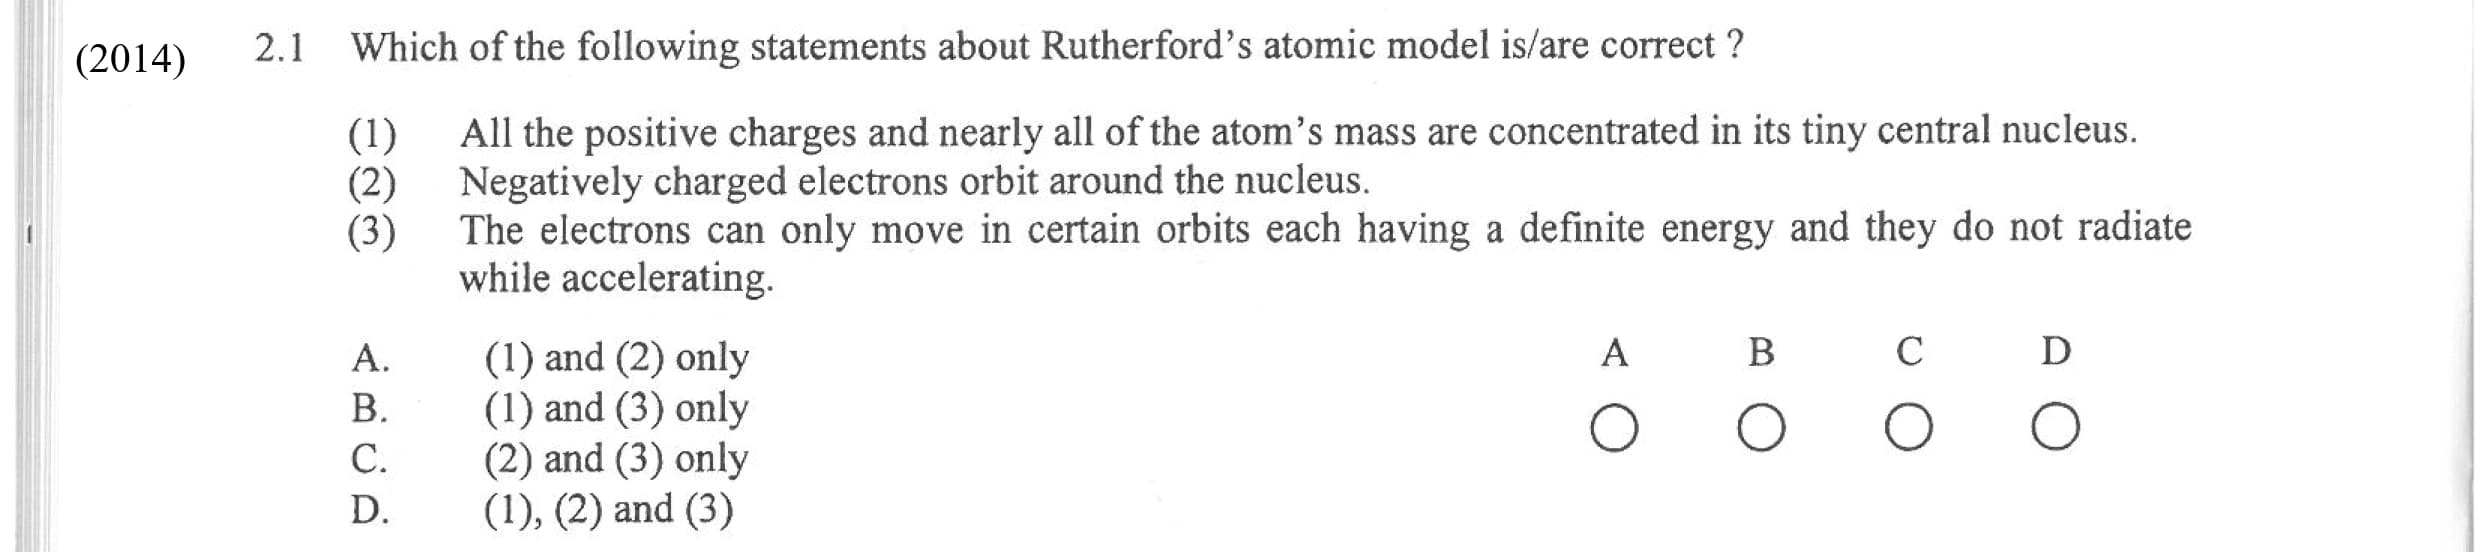 (2014) 2.1 Which of the following statements about Rutherford's atomic model is/are correct ?
(1) All the positive charges and nearly all of the atom's mass are concentrated in its tiny central nucleus.
(2) Negatively charged electrons orbit around the nucleus.
(3) The electrons can only move in certain orbits each having a definite energy and they do not radiate
while accelerating.
A. (1) and (2) only
B. (1) and (3) only
C. (2) and (3) only
D. (1), (2) and (3)
A B C D